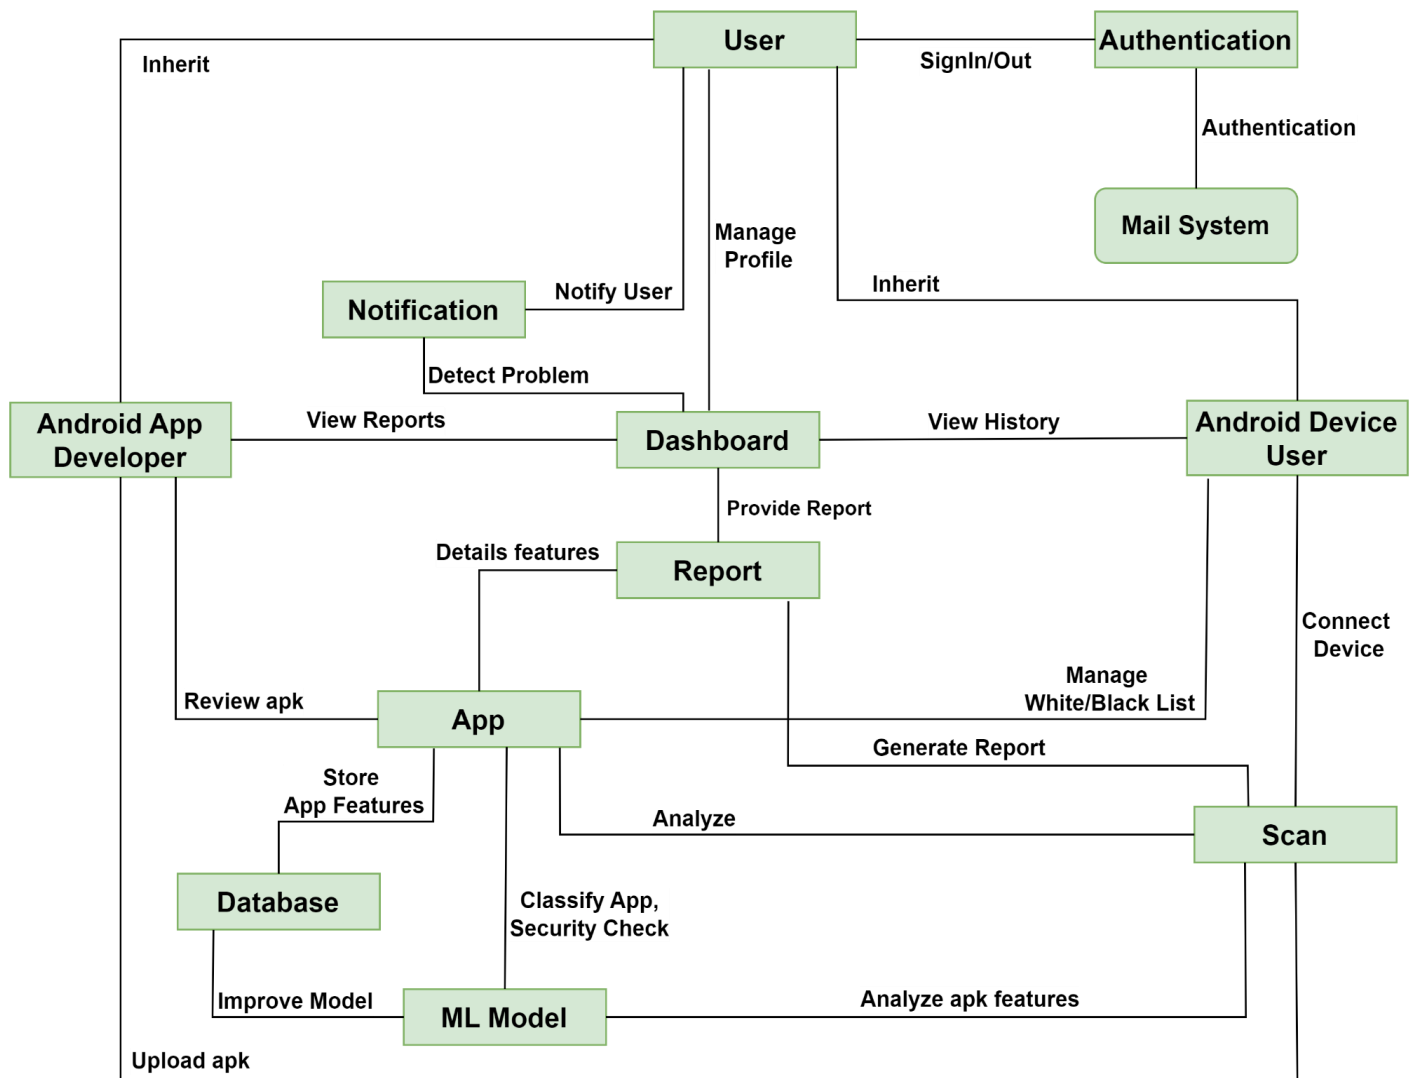 User
Authentication
Inherit
SignIn/Out
Authentication
Mail System
Manage
Profile
Inherit
Notify User
Notification
Detect Problem
Android App
Developer
View Reports
Dashboard
View History
Android Device
User
Provide Report
Details features
Report
Connect
Device
Manage
White/Black List
Review apk
App
Generate Report
Store
App Features
Analyze
Scan
Database
Classify App,
Security Check
Improve Model
ML Model
Analyze apk features
Upload apk